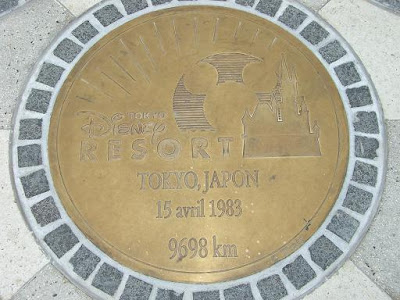 TOKYO
DISNEY
RESORT
TOKYO, JAPON
15 avril 1983
9698 km